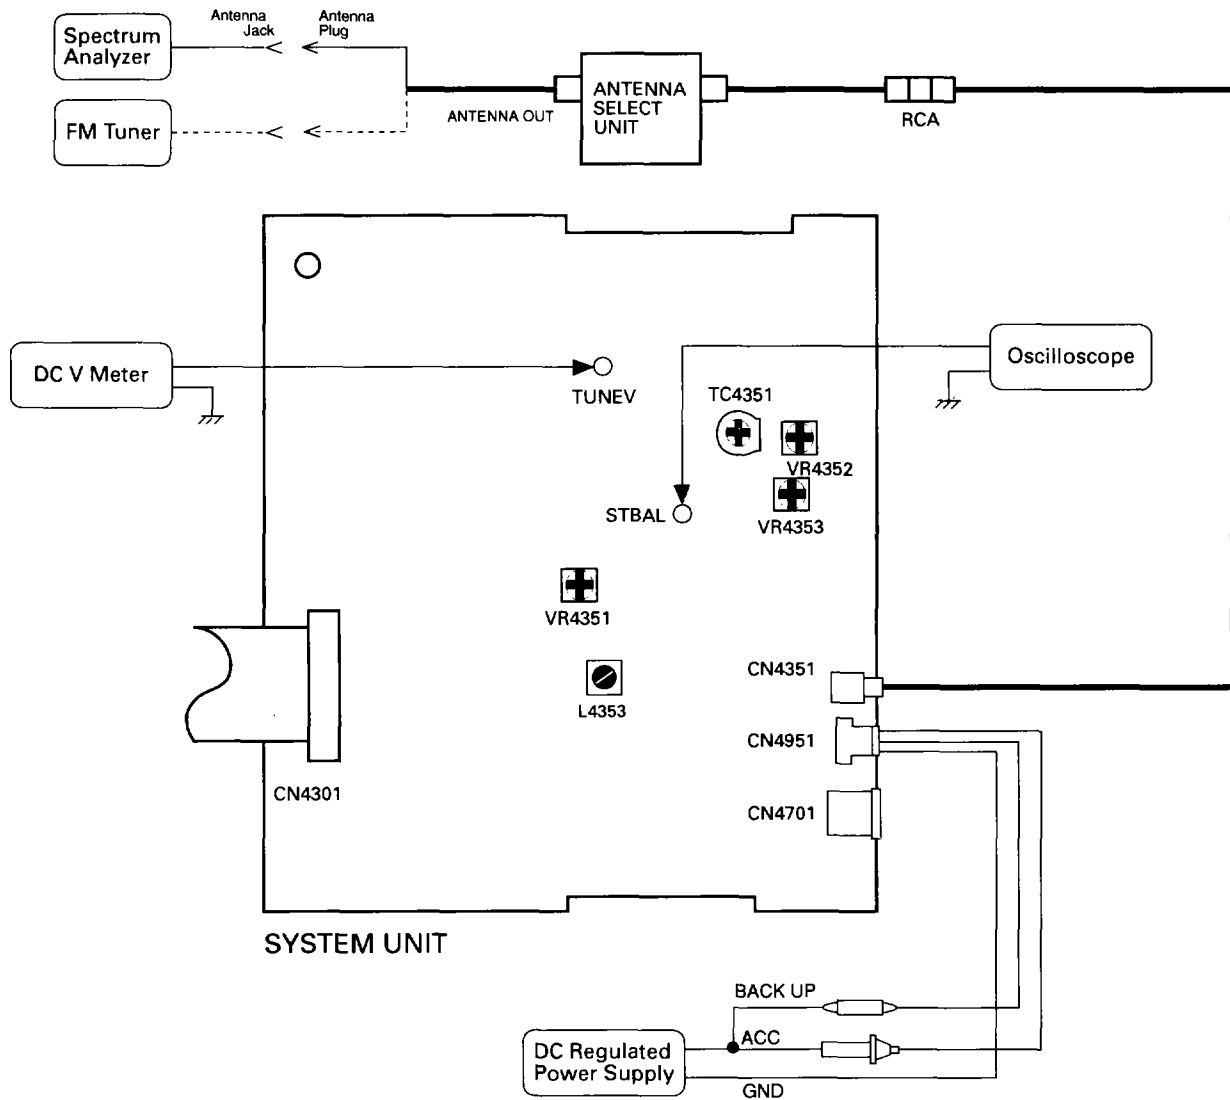 Spectrum
Analyzer
Antenna
Jack
Antenna
Plug
FM Tuner
ANTENNA OUT
ANTENNA
SELECT
UNIT
RCA
DC V Meter
TUNEV
Oscilloscope
TC4351
VR4352
VR4353
STBAL
VR4351
L4353
CN4351
CN4951
CN4701
CN4301
SYSTEM UNIT
BACK UP
ACC
DC Regulated
Power Supply
GND